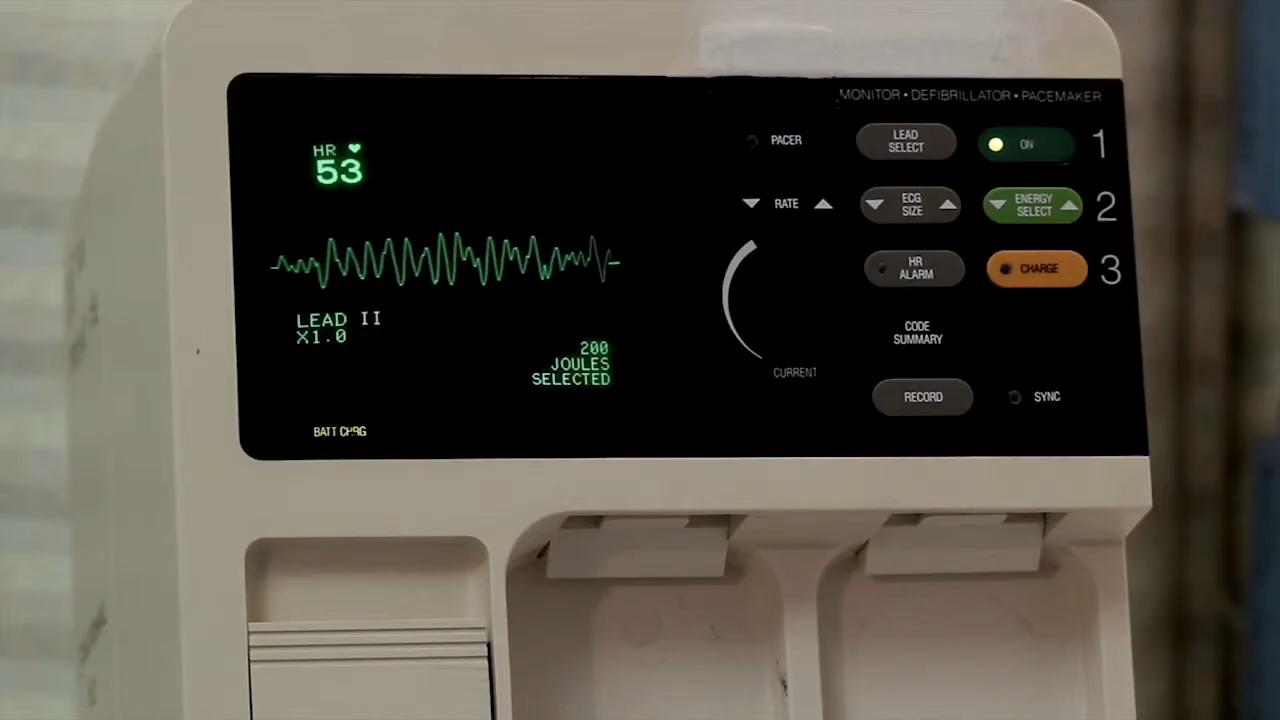 MONITOR • DEFIBRILLATOR • PACEMAKER
HR ♥
53
LEAD II
X1.0
200
JOULES
SELECTED
BATT CHRG
PACER
LEAD
SELECT
ON
1
RATE
ECG
SIZE
ENERGY
SELECT
2
HR
ALARM
CHARGE
3
CODE
SUMMARY
CURRENT
RECORD
SYNC